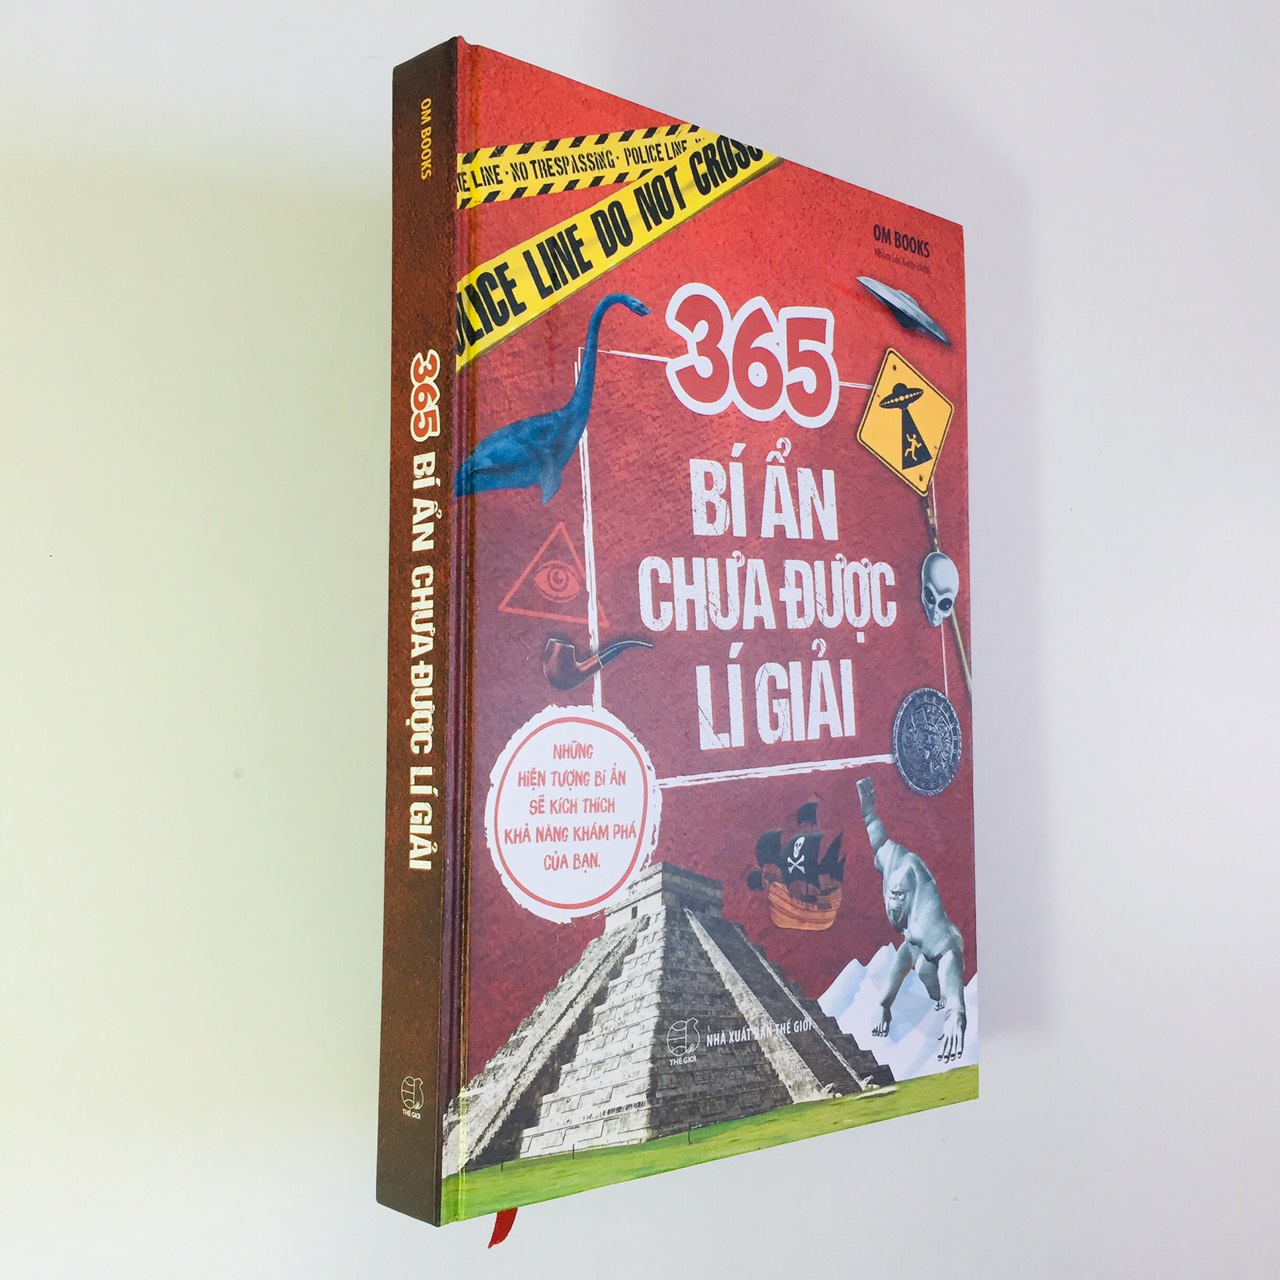 OM BOOKS
365 BÍ ẨN CHƯA ĐƯỢC LÍ GIẢI
THẾ GIỚI
LINE · NO TRESPASSING · POLICE LINE
POLICE LINE DO NOT CROSS
OM BOOKS
365
BÍ ẨN
CHƯA ĐƯỢC
LÍ GIẢI
NHỮNG
HIỆN TƯỢNG BÍ ẨN
SẼ KÍCH THÍCH
KHẢ NĂNG KHÁM PHÁ
CỦA BẠN.
THẾ GIỚI
NHÀ XUẤT BẢN THẾ GIỚI